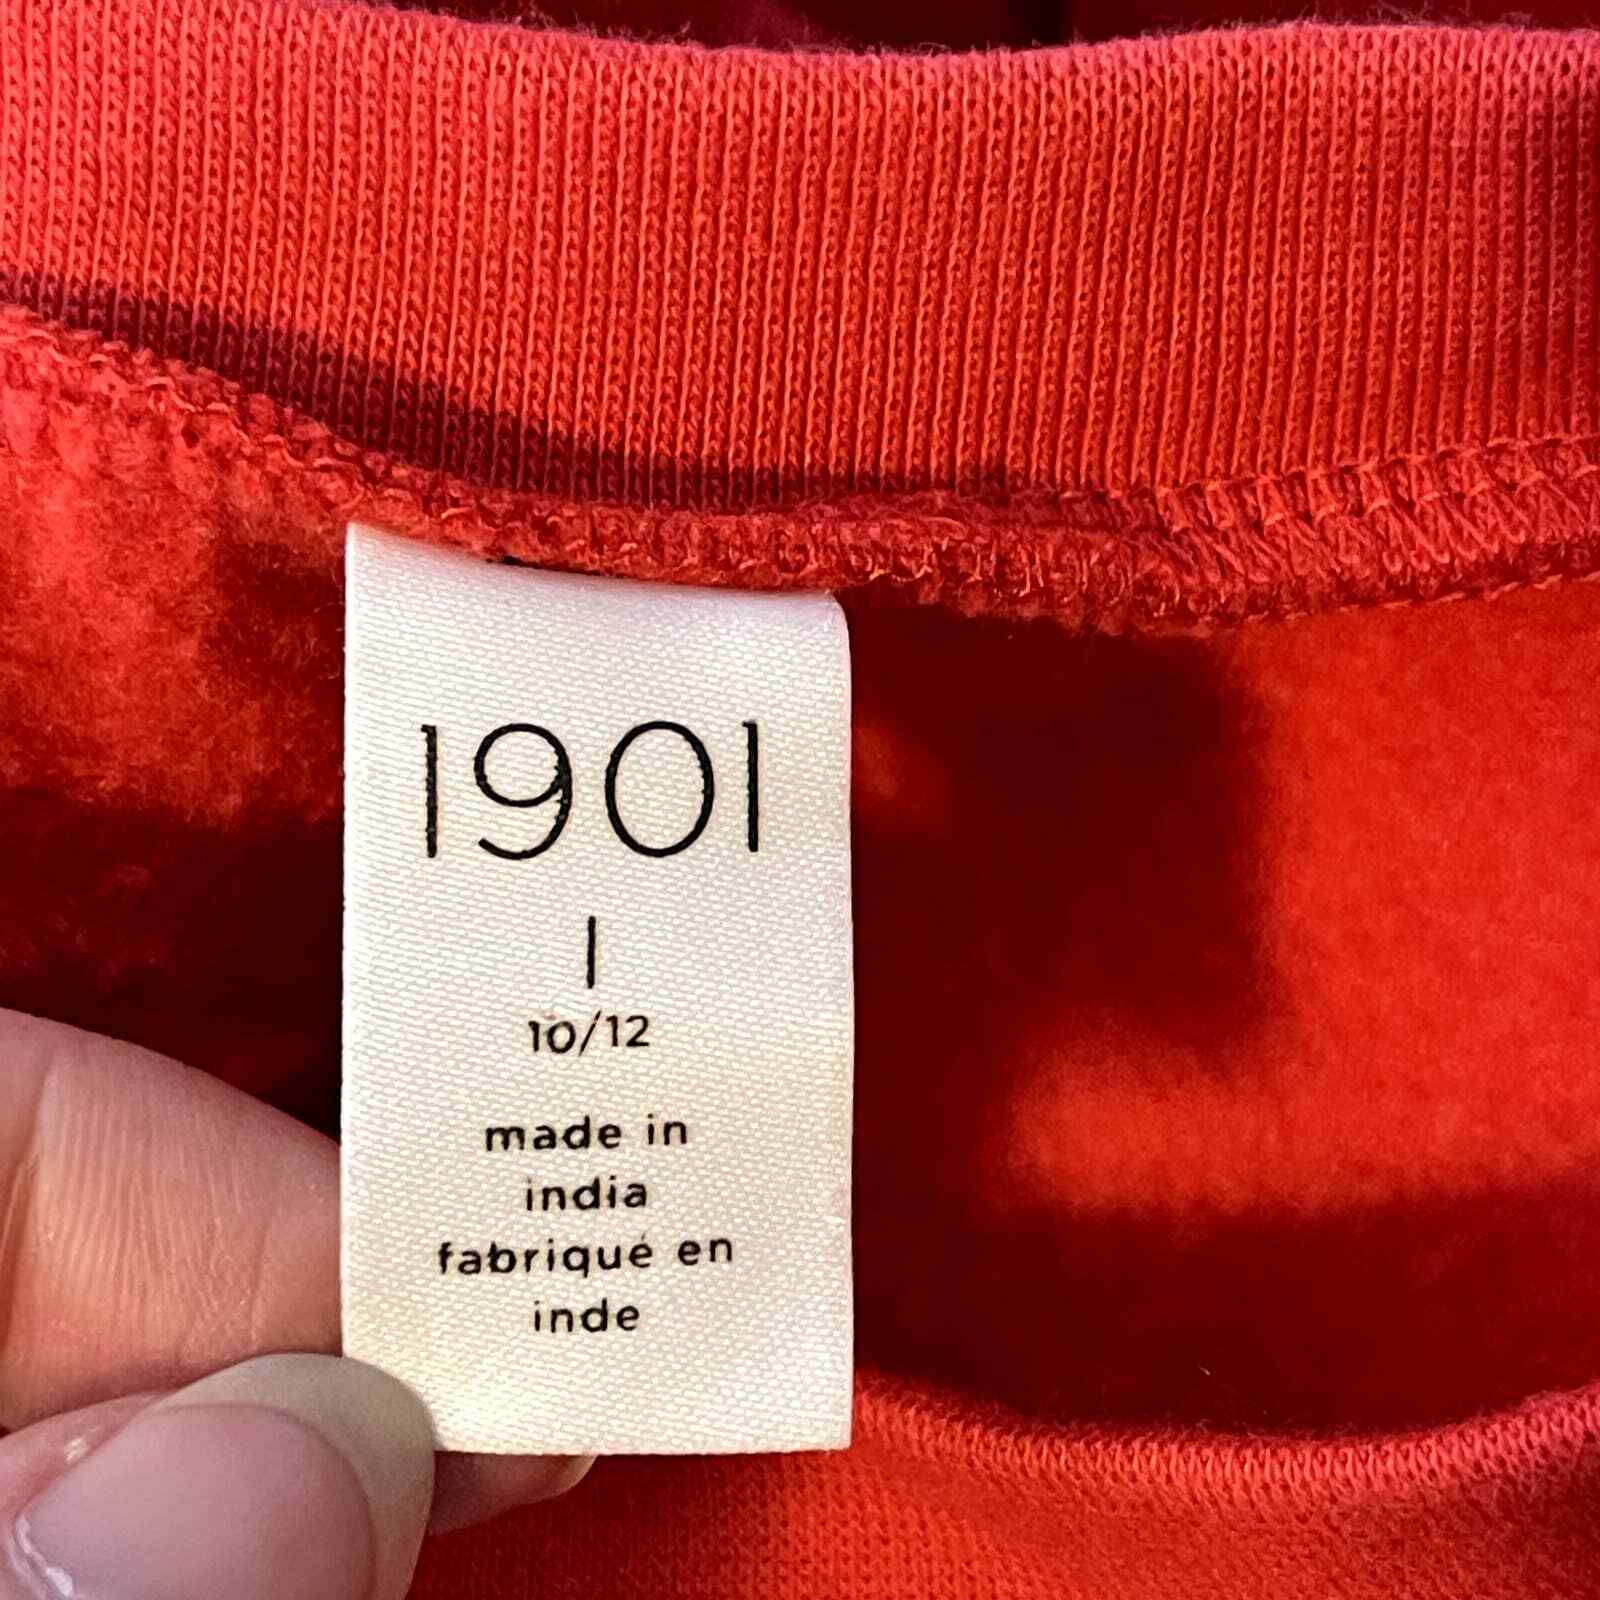 1901
l
10/12
made in
india
fabriqué en
inde